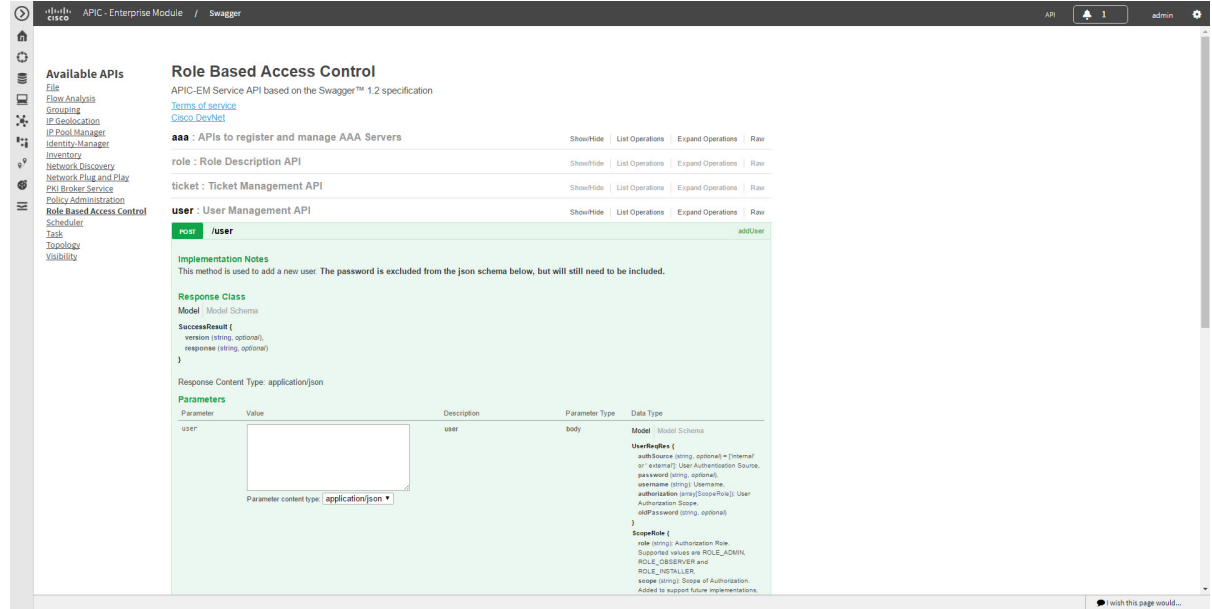 cisco APIC - Enterprise Module / Swagger API 1 admin
Available APIs
File
Flow Analysis
Grouping
IP Geolocation
IP Pool Manager
Identity-Manager
Inventory
Network Discovery
Network Plug and Play
PKI Broker Service
Policy Administration
Role Based Access Control
Scheduler
Task
Topology
Visibility
Role Based Access Control
APIC-EM Service API based on the Swagger™ 1.2 specification
Terms of service
Cisco DevNet
aaa : APIs to register and manage AAA Servers Show/Hide List Operations Expand Operations Raw
role : Role Description API Show/Hide List Operations Expand Operations Raw
ticket : Ticket Management API Show/Hide List Operations Expand Operations Raw
user : User Management API Show/Hide List Operations Expand Operations Raw
POST /user addUser
Implementation Notes
This method is used to add a new user. The password is excluded from the json schema below, but will still need to be included.
Response Class
Model Model Schema
SuccessResult {
version (string, optional),
response (string, optional)
}
Response Content Type: application/json
Parameters
Parameter Value Description Parameter Type Data Type
user user body Model Model Schema
Parameter content type: application/json
UserReqRes {
authSource (string, optional) = ['internal'
or ' external']: User Authentication Source,
password (string, optional),
username (string): Username,
authorization (array[ScopeRole]): User
Authorization Scope,
oldPassword (string, optional)
}
ScopeRole {
role (string): Authorization Role.
Supported values are ROLE_ADMIN,
ROLE_OBSERVER and
ROLE_INSTALLER,
scope (string): Scope of Authorization.
Added to support future implementations,
I wish this page would...